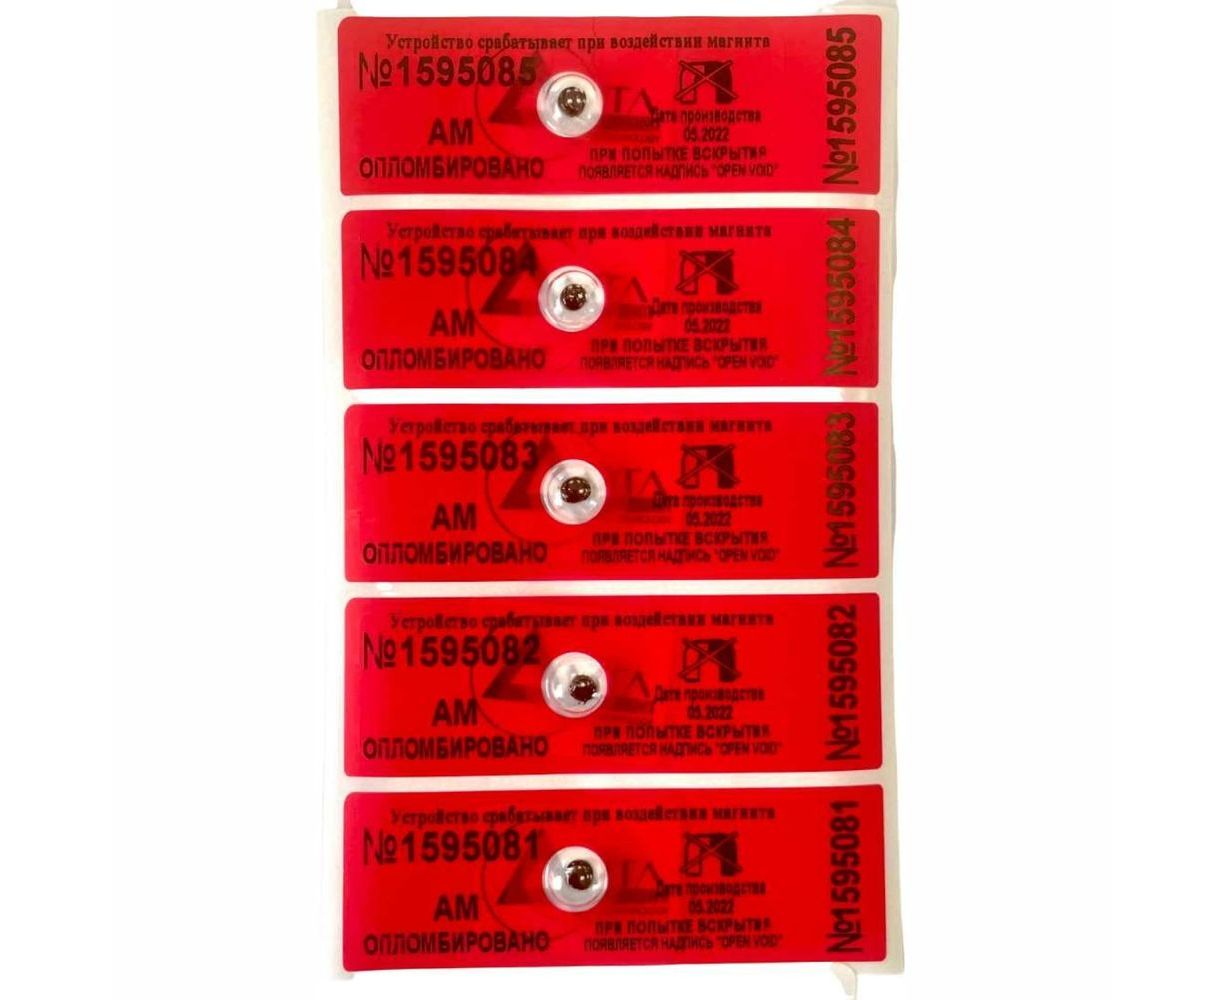 Устройство срабатывает при воздействии магнита
№1595085
№1595085
Дата производства
05.2022
АМ
ОПЛОМБИРОВАНО
ПРИ ПОПЫТКЕ ВСКРЫТИЯ
ПОЯВЛЯЕТСЯ НАДПИСЬ "OPEN VOID"
Устройство срабатывает при воздействии магнита
№1595084
№1595084
Дата производства
05.2022
АМ
ОПЛОМБИРОВАНО
ПРИ ПОПЫТКЕ ВСКРЫТИЯ
ПОЯВЛЯЕТСЯ НАДПИСЬ "OPEN VOID"
Устройство срабатывает при воздействии магнита
№1595083
№1595083
Дата производства
05.2022
АМ
ОПЛОМБИРОВАНО
ПРИ ПОПЫТКЕ ВСКРЫТИЯ
ПОЯВЛЯЕТСЯ НАДПИСЬ "OPEN VOID"
Устройство срабатывает при воздействии магнита
№1595082
№1595082
Дата производства
05.2022
АМ
ОПЛОМБИРОВАНО
ПРИ ПОПЫТКЕ ВСКРЫТИЯ
ПОЯВЛЯЕТСЯ НАДПИСЬ "OPEN VOID"
Устройство срабатывает при воздействии магнита
№1595081
№1595081
Дата производства
05.2022
АМ
ОПЛОМБИРОВАНО
ПРИ ПОПЫТКЕ ВСКРЫТИЯ
ПОЯВЛЯЕТСЯ НАДПИСЬ "OPEN VOID"